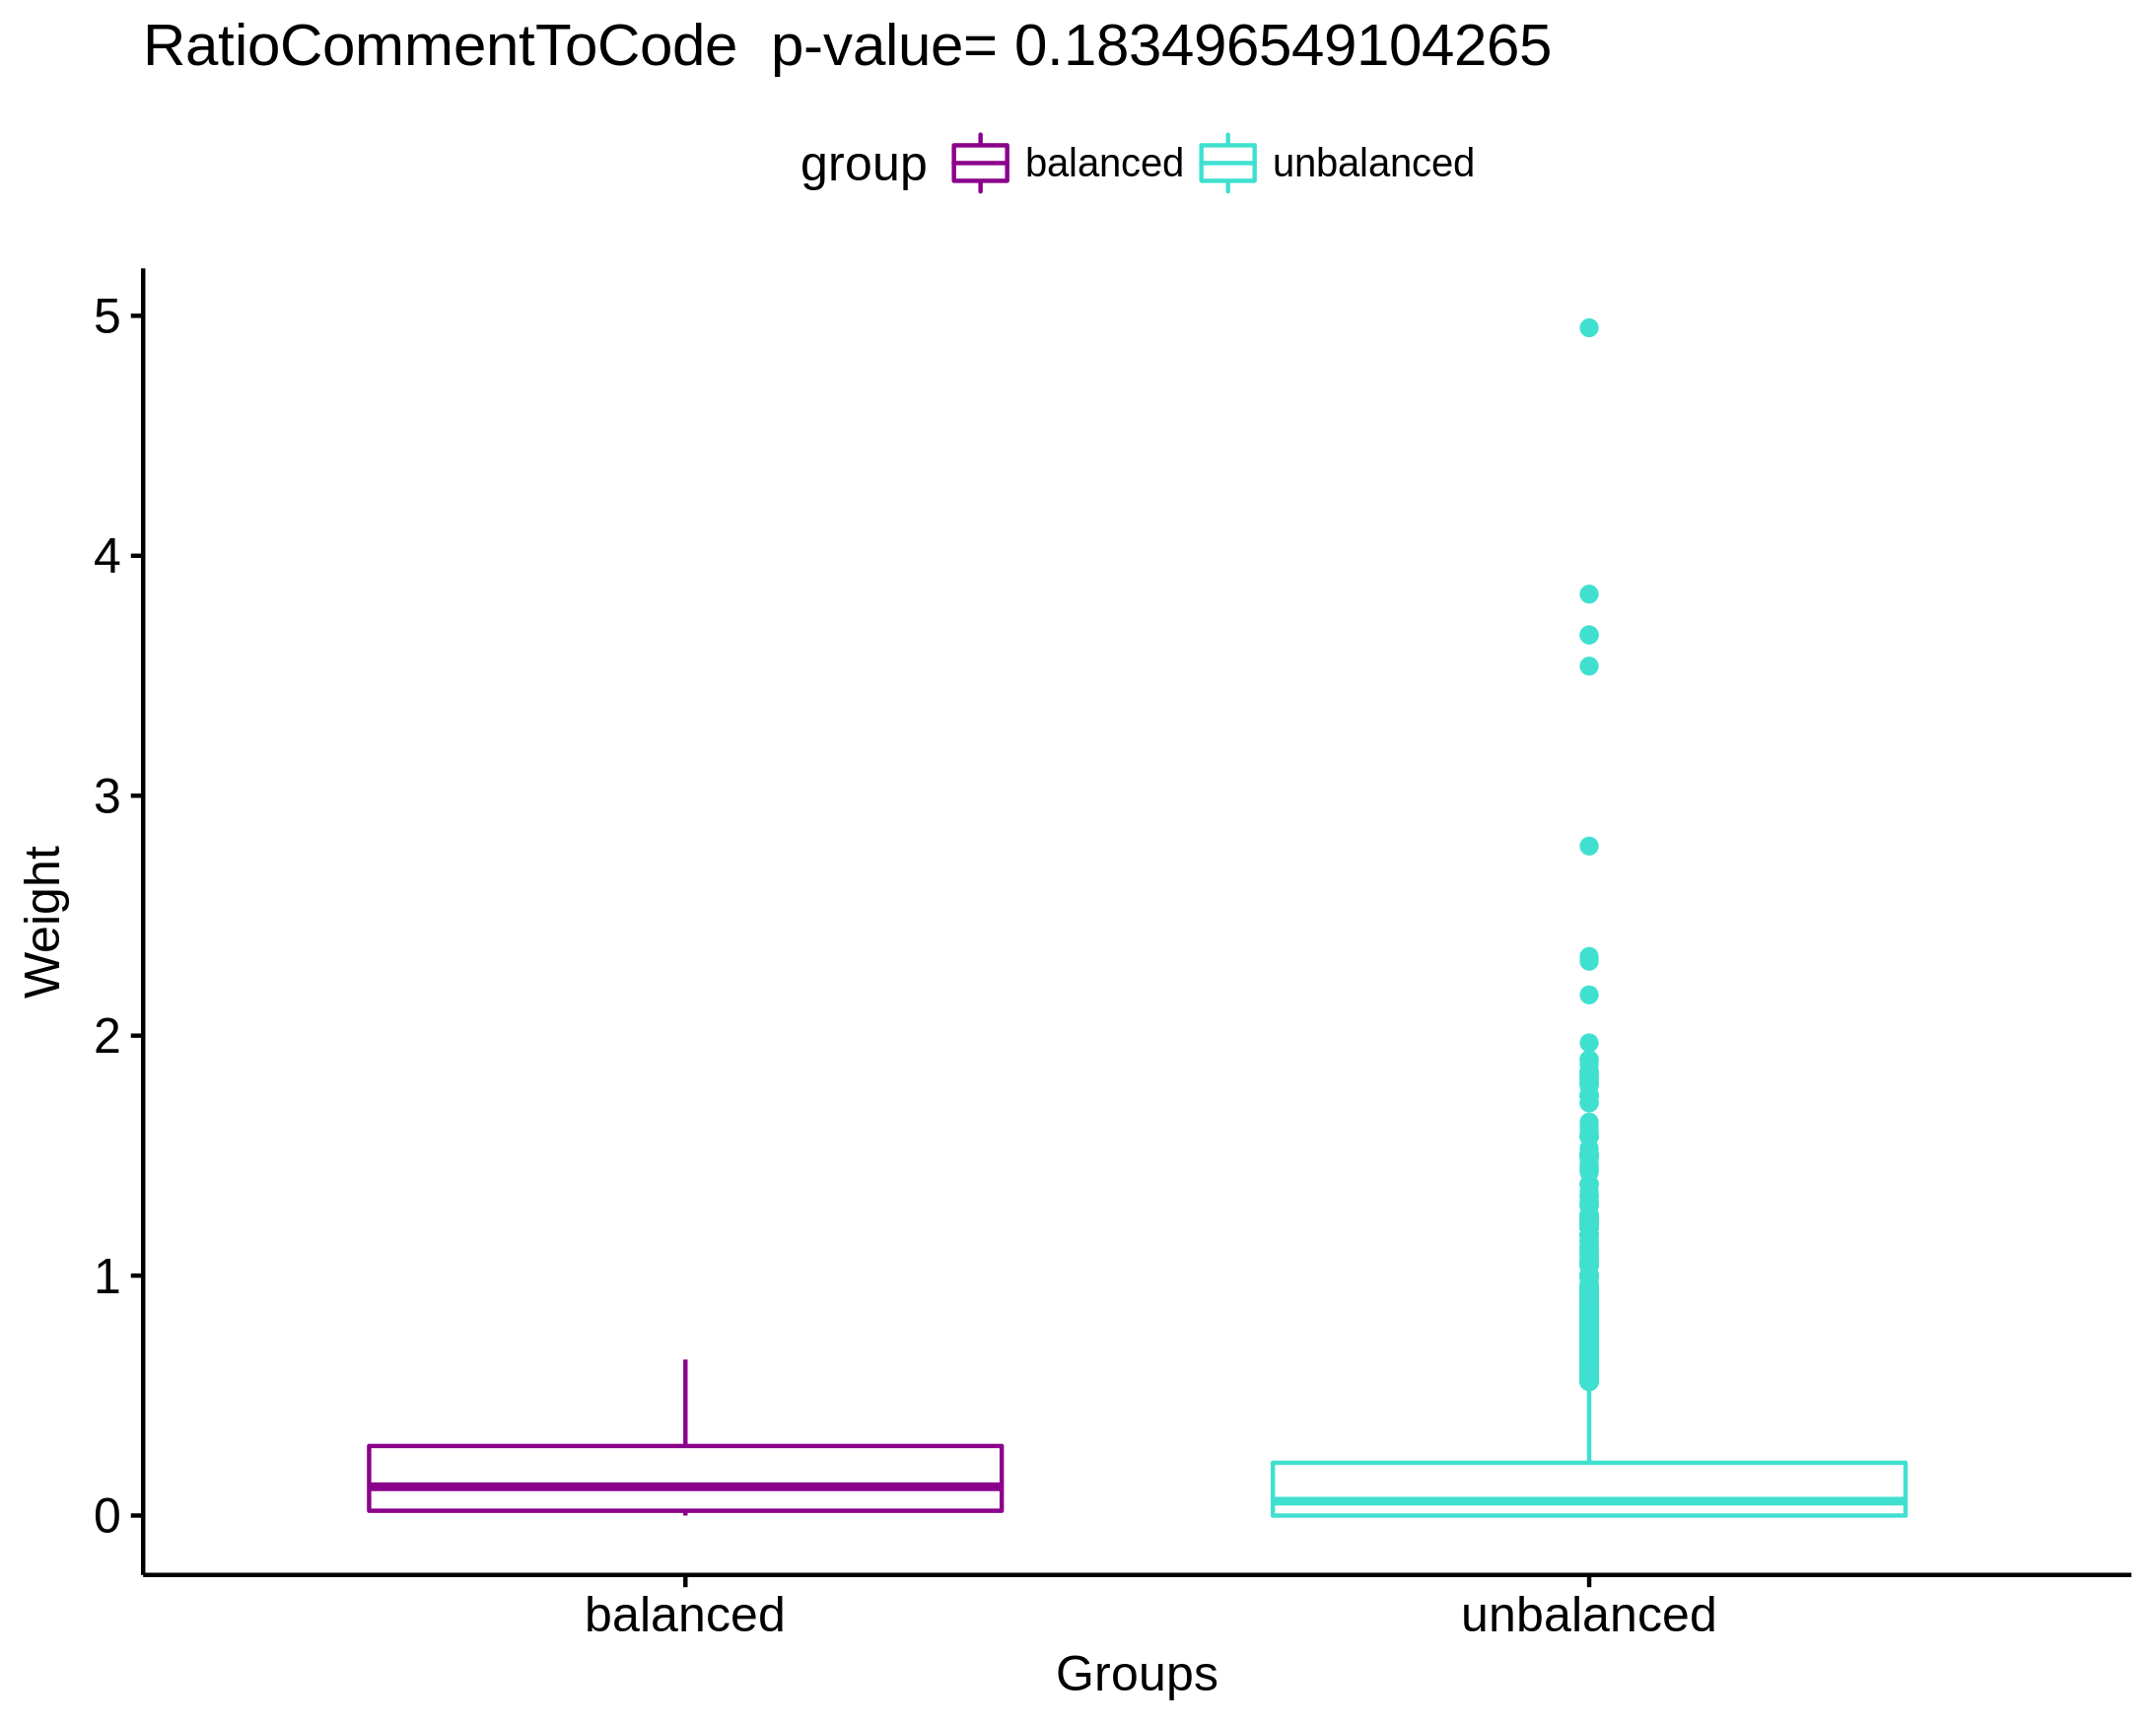 RatioCommentToCode p-value= 0.183496549104265
group balanced unbalanced
5
4
3
2
1
0
Weight
balanced unbalanced
Groups